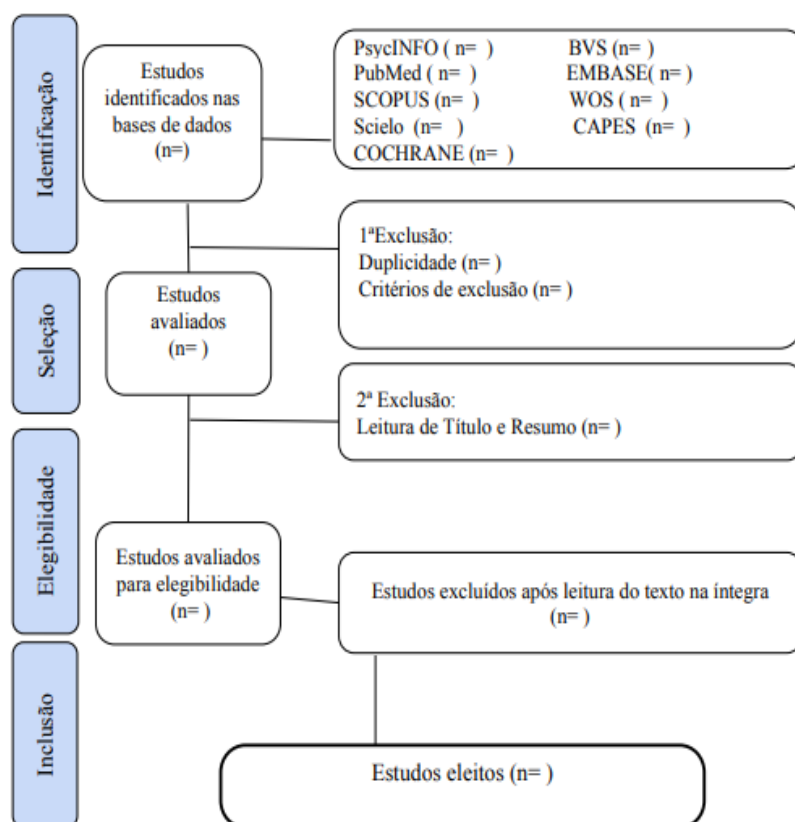 Identificação
Estudos
identificados nas
bases de dados
(n=)
PsycINFO ( n= ) BVS (n= )
PubMed ( n= ) EMBASE( n= )
SCOPUS (n= ) WOS ( n= )
Scielo (n= ) CAPES (n= )
COCHRANE (n= )
1ªExclusão:
Duplicidade (n= )
Critérios de exclusão (n= )
Seleção
Estudos
avaliados
(n= )
2ª Exclusão:
Leitura de Título e Resumo (n= )
Elegibilidade
Estudos avaliados
para elegibilidade
(n= )
Estudos excluídos após leitura do texto na íntegra
(n= )
Inclusão
Estudos eleitos (n= )